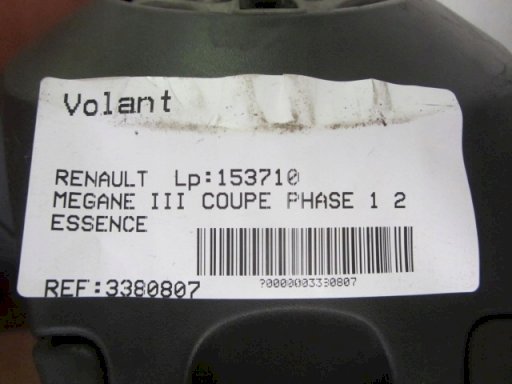 Volant
RENAULT Lp:153710
MEGANE III COUPE PHASE 1 2
ESSENCE
REF:3380807
?0000003380807